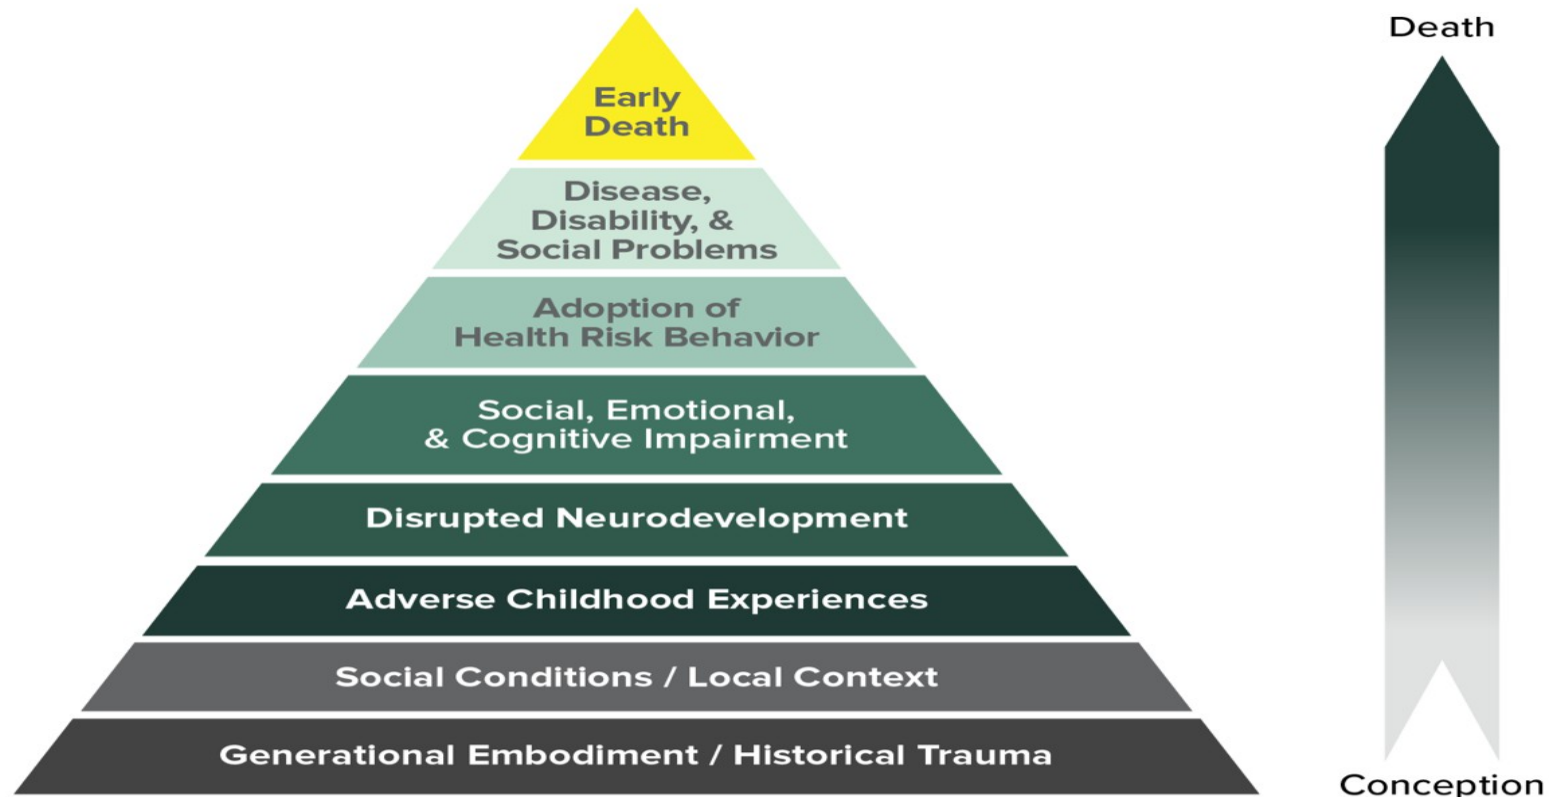 Early
Death
Disease,
Disability, &
Social Problems
Adoption of
Health Risk Behavior
Social, Emotional,
& Cognitive Impairment
Disrupted Neurodevelopment
Adverse Childhood Experiences
Social Conditions / Local Context
Generational Embodiment / Historical Trauma
Death
Conception